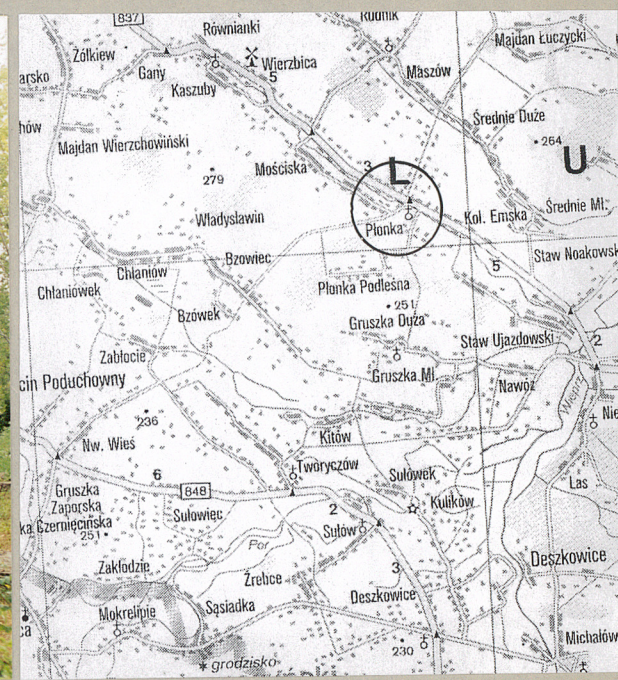 837
Równianki
Rudnik
Majdan Łuczycki
Żółkiew
Gany
Wierzbica
5
Kaszuby
Maszów
arsko
Średnie Duże
hów
264
U
Majdan Wierzchowiński
Mościska
3
L
279
Władysławin
Płonka
Kol. Emska
Średnie Mł.
Staw Noakowsk
Bzowiec
Chłaniów
5
Chłaniówek
Płonka Podleśna
251
Bzówek
Gruszka Duża
Staw Ujazdowski
2
Zabłocie
Gruszka Mł.
Nawóz
cin Poduchowny
Wieprz
236
Nie
Kitów
Nw. Wieś
Tworyczów
Sułówek
6
848
Las
Gruszka
Zaporska
Kulików
2
Sułowiec
ka Czernięcińska
251
Sułów
Por
Deszkowice
Zakłodzie
Źrebce
3
Sąsiadka
Deszkowice
Mokrelipie
ca
Michałów
230
grodzisko